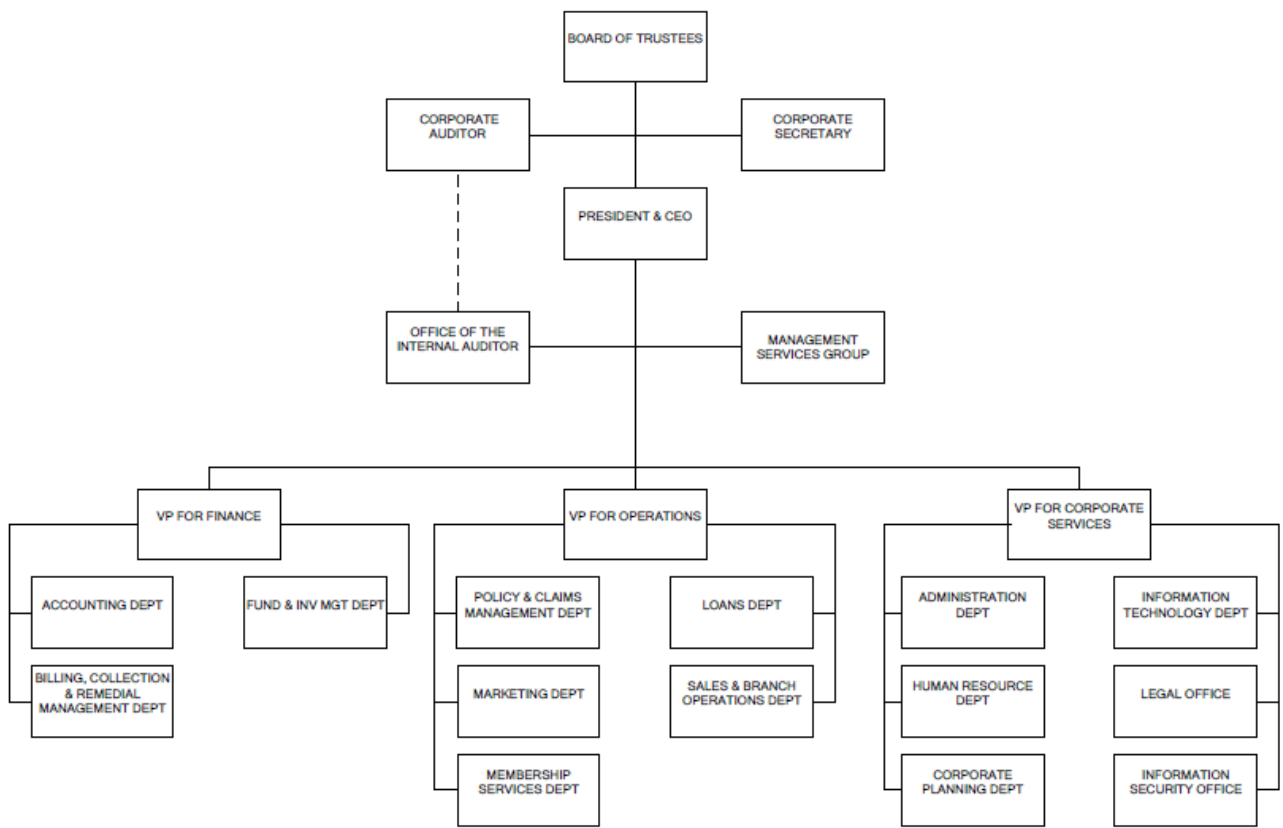 BOARD OF TRUSTEES
CORPORATE
AUDITOR
CORPORATE
SECRETARY
PRESIDENT & CEO
OFFICE OF THE
INTERNAL AUDITOR
MANAGEMENT
SERVICES GROUP
VP FOR FINANCE
VP FOR OPERATIONS
VP FOR CORPORATE
SERVICES
ACCOUNTING DEPT
FUND & INV MGT DEPT
BILLING, COLLECTION
& REMEDIAL
MANAGEMENT DEPT
POLICY & CLAIMS
MANAGEMENT DEPT
LOANS DEPT
MARKETING DEPT
SALES & BRANCH
OPERATIONS DEPT
MEMBERSHIP
SERVICES DEPT
ADMINISTRATION
DEPT
INFORMATION
TECHNOLOGY DEPT
HUMAN RESOURCE
DEPT
LEGAL OFFICE
CORPORATE
PLANNING DEPT
INFORMATION
SECURITY OFFICE